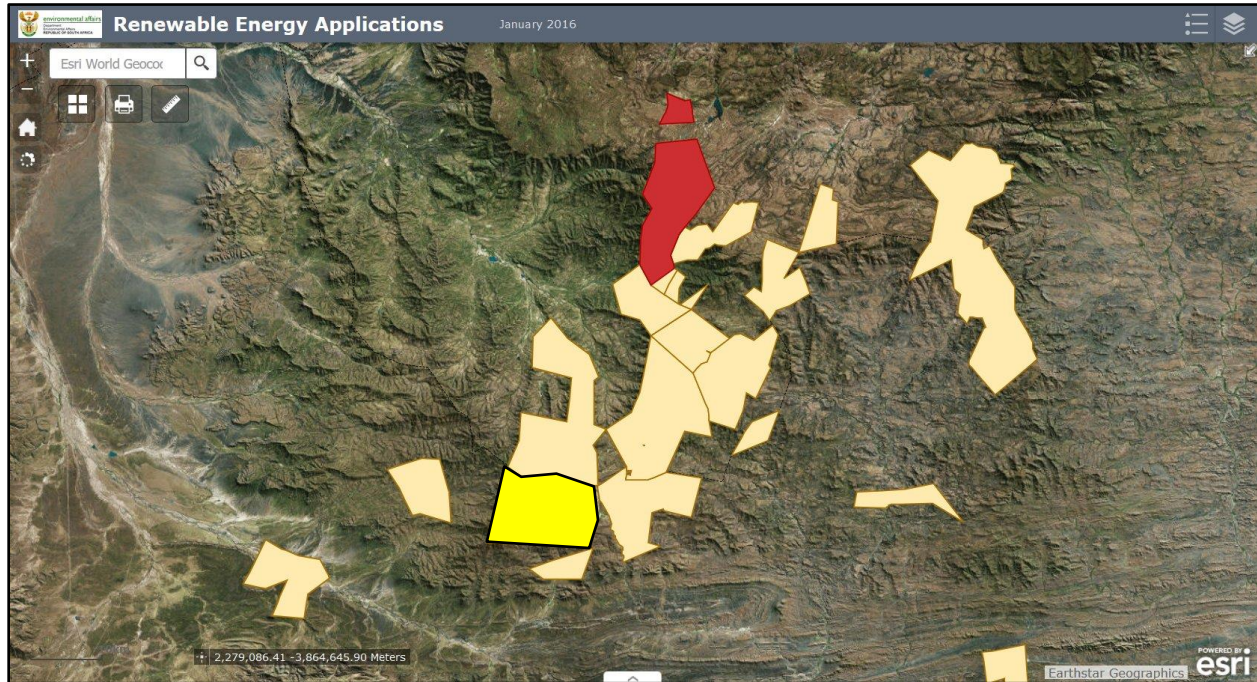 environmental affairs
Department:
Environmental Affairs
REPUBLIC OF SOUTH AFRICA
Renewable Energy Applications
January 2016
Esri World Geococ
2,279,086.41 -3,864,645.90 Meters
Earthstar Geographics
POWERED BY
esri